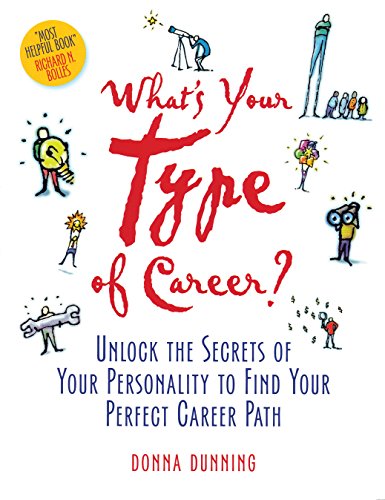 "MOST
HELPFUL BOOK"
RICHARD N.
BOLLES
What's Your
Type
of Career?
UNLOCK THE SECRETS OF
YOUR PERSONALITY TO FIND YOUR
PERFECT CAREER PATH
DONNA DUNNING